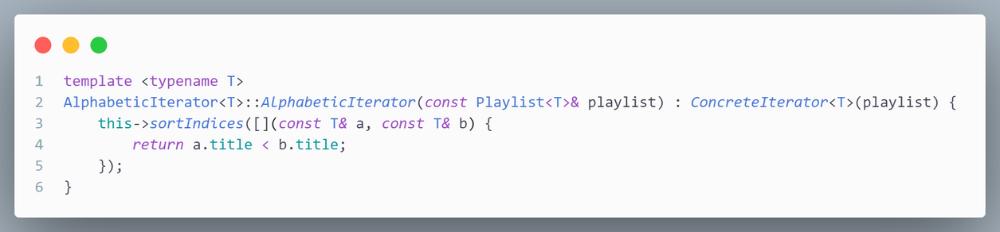 1 template <typename T>
2 AlphabeticIterator<T>::AlphabeticIterator(const Playlist<T>& playlist) : ConcreteIterator<T>(playlist) {
3     this->sortIndices([](const T& a, const T& b) {
4         return a.title < b.title;
5     });
6 }